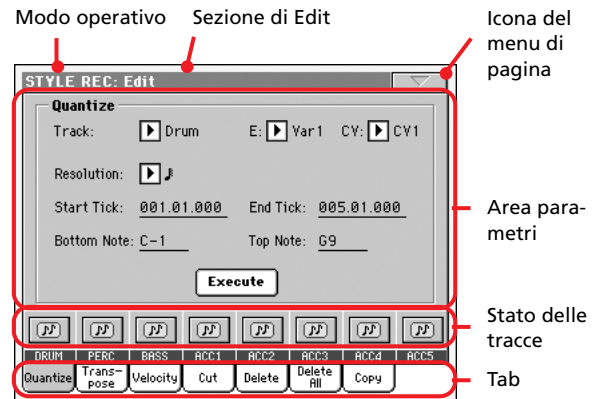 Modo operativo
Sezione di Edit
Icona del
menu di
pagina
STYLE REC: Edit
Quantize
Track: Drum E: Var1 CV: CV1
Resolution:
Start Tick: 001.01.000 End Tick: 005.01.000
Bottom Note: C-1 Top Note: G9
Execute
Area para-
metri
Stato delle
tracce
DRUM PERC BASS ACC1 ACC2 ACC3 ACC4 ACC5
Quantize Trans-
pose Velocity Cut Delete Delete
All Copy
Tab